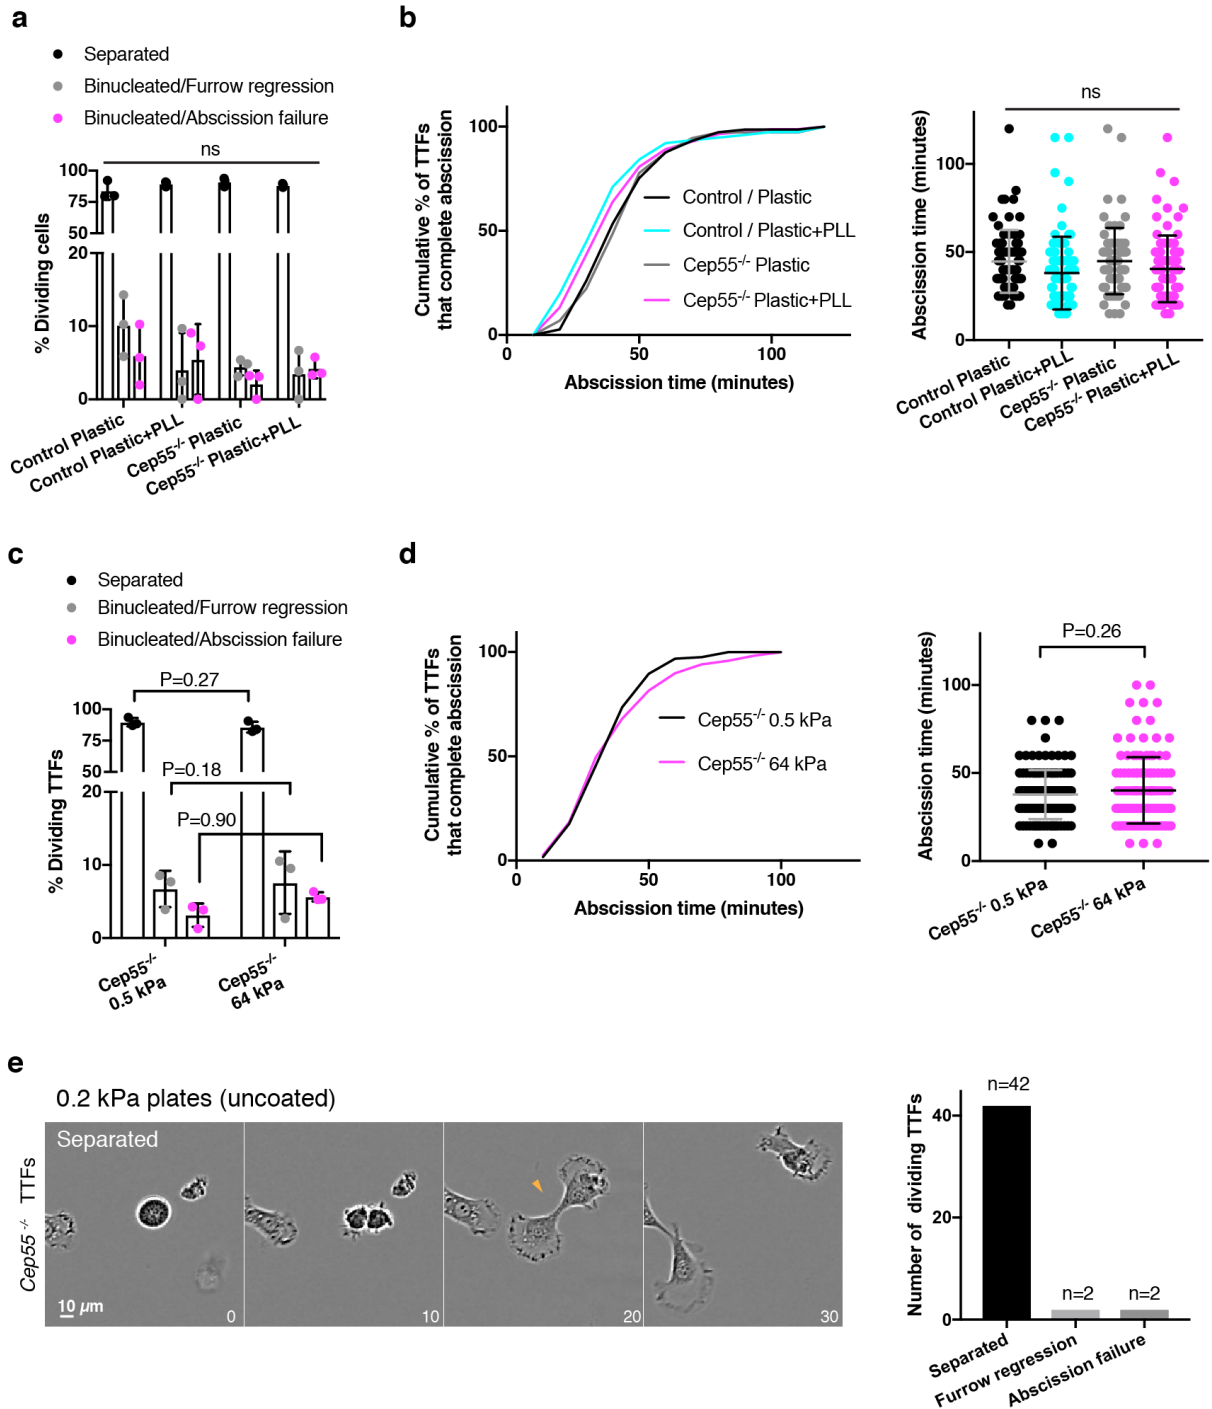 a
Separated
Binucleated/Furrow regression
Binucleated/Abscission failure
ns
100
75
50
20
10
0
% Dividing cells
Control Plastic
Control Plastic+PLL
Cep55-/- Plastic
Cep55-/- Plastic+PLL
b
Cumulative % of TTFs
that complete abscission
100
50
0
0
50
100
Abscission time (minutes)
Control / Plastic
Control / Plastic+PLL
Cep55-/- Plastic
Cep55-/- Plastic+PLL
ns
Abscission time (minutes)
100
50
0
Control Plastic
Control Plastic+PLL
Cep55-/- Plastic
Cep55-/- Plastic+PLL
c
Separated
Binucleated/Furrow regression
Binucleated/Abscission failure
P=0.27
P=0.18
P=0.90
100
75
50
20
10
0
% Dividing TTFs
Cep55-/-
0.5 kPa
Cep55-/-
64 kPa
d
Cumulative % of TTFs
that complete abscission
100
50
0
0
50
100
Abscission time (minutes)
Cep55-/- 0.5 kPa
Cep55-/- 64 kPa
P=0.26
Abscission time (minutes)
100
50
0
Cep55-/- 0.5 kPa
Cep55-/- 64 kPa
e
0.2 kPa plates (uncoated)
Cep55 -/- TTFs
Separated
10 µm
0
10
20
30
Number of dividing TTFs
40
20
0
n=42
n=2
n=2
Separated
Furrow regression
Abscission failure